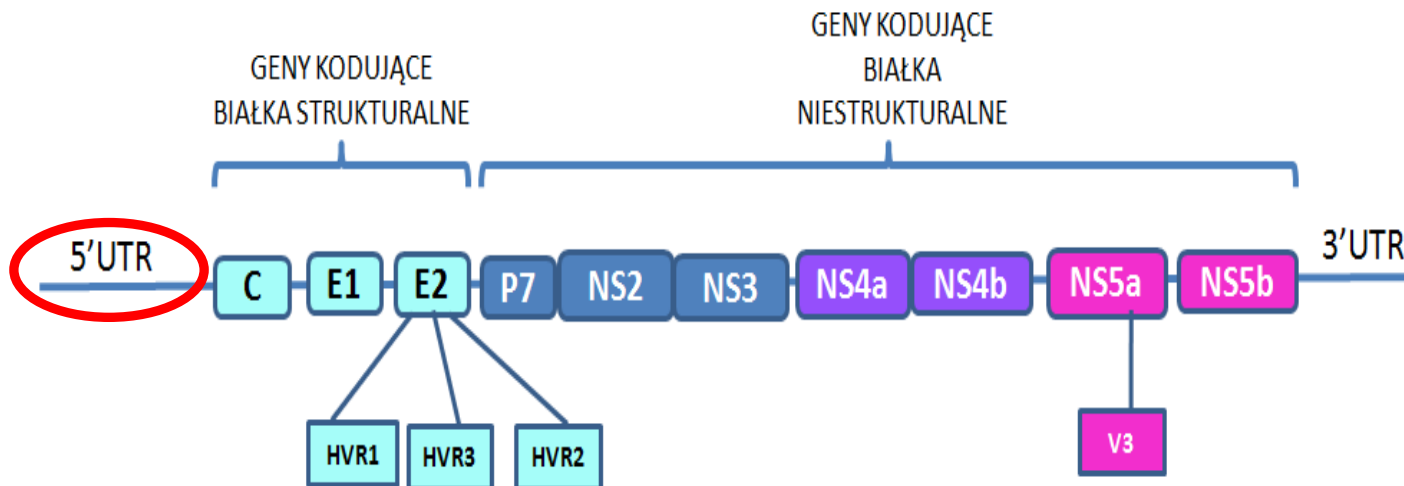 GENY KODUJĄCE
BIAŁKA STRUKTURALNE
GENY KODUJĄCE
BIAŁKA
NIESTRUKTURALNE
5’UTR
C
E1
E2
P7
NS2
NS3
NS4a
NS4b
NS5a
NS5b
3’UTR
HVR1
HVR3
HVR2
V3